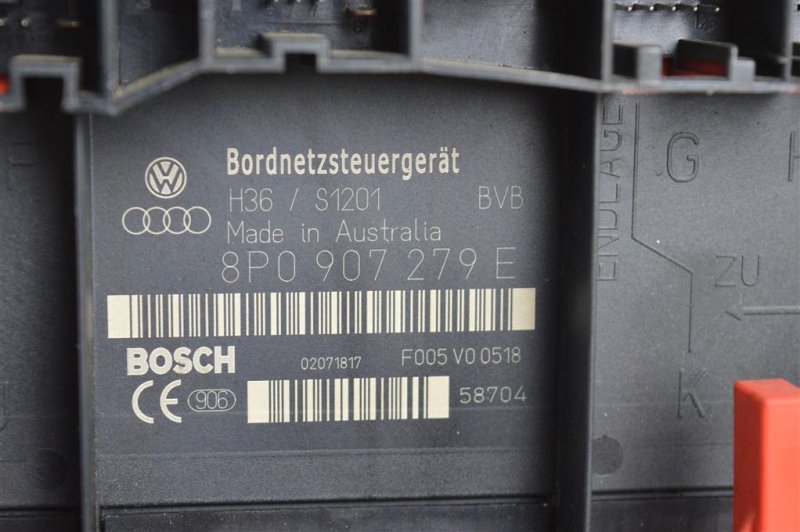 Bordnetzsteuergerät
H36 / S1201 BVB
Made in Australia
8P0 907 279 E
BOSCH 02071817 F005 V0 0518
CE 906 58704
ENDLAGE
G
ZU
K